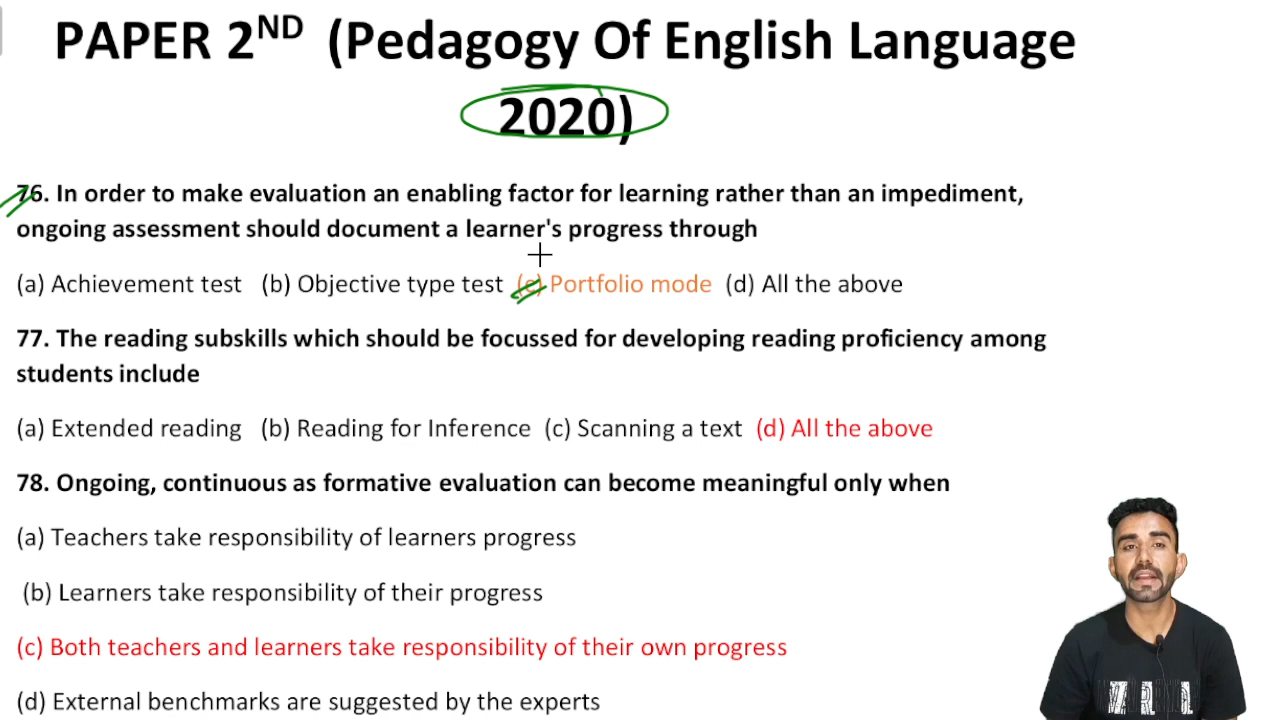 PAPER 2ND (Pedagogy Of English Language
2020)
76. In order to make evaluation an enabling factor for learning rather than an impediment,
ongoing assessment should document a learner's progress through
(a) Achievement test (b) Objective type test (c) Portfolio mode (d) All the above
77. The reading subskills which should be focussed for developing reading proficiency among
students include
(a) Extended reading (b) Reading for Inference (c) Scanning a text (d) All the above
78. Ongoing, continuous as formative evaluation can become meaningful only when
(a) Teachers take responsibility of learners progress
(b) Learners take responsibility of their progress
(c) Both teachers and learners take responsibility of their own progress
(d) External benchmarks are suggested by the experts